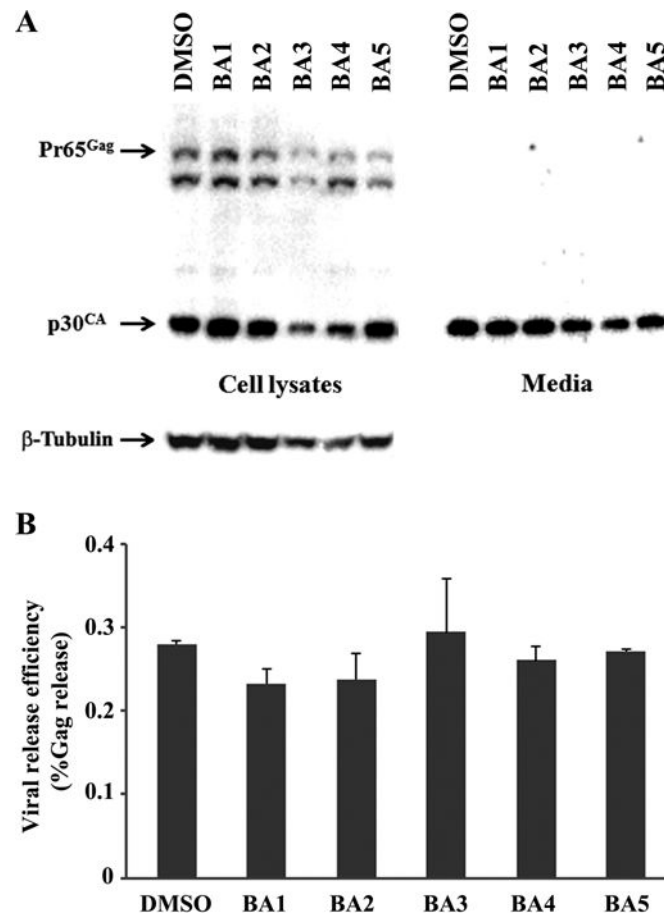 A
DMSO BA1 BA2 BA3 BA4 BA5 DMSO BA1 BA2 BA3 BA4 BA5
Pr65ᴳᵃᵍ
p30ᶜᴬ
Cell lysates Media
β-Tubulin
B
Viral release efficiency
(%Gag release)
0.4
0.3
0.2
0.1
0
DMSO BA1 BA2 BA3 BA4 BA5